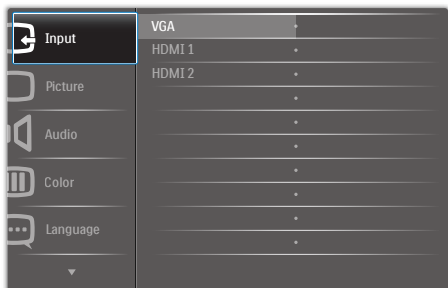 Input
Picture
Audio
Color
Language
VGA
HDMI 1
HDMI 2